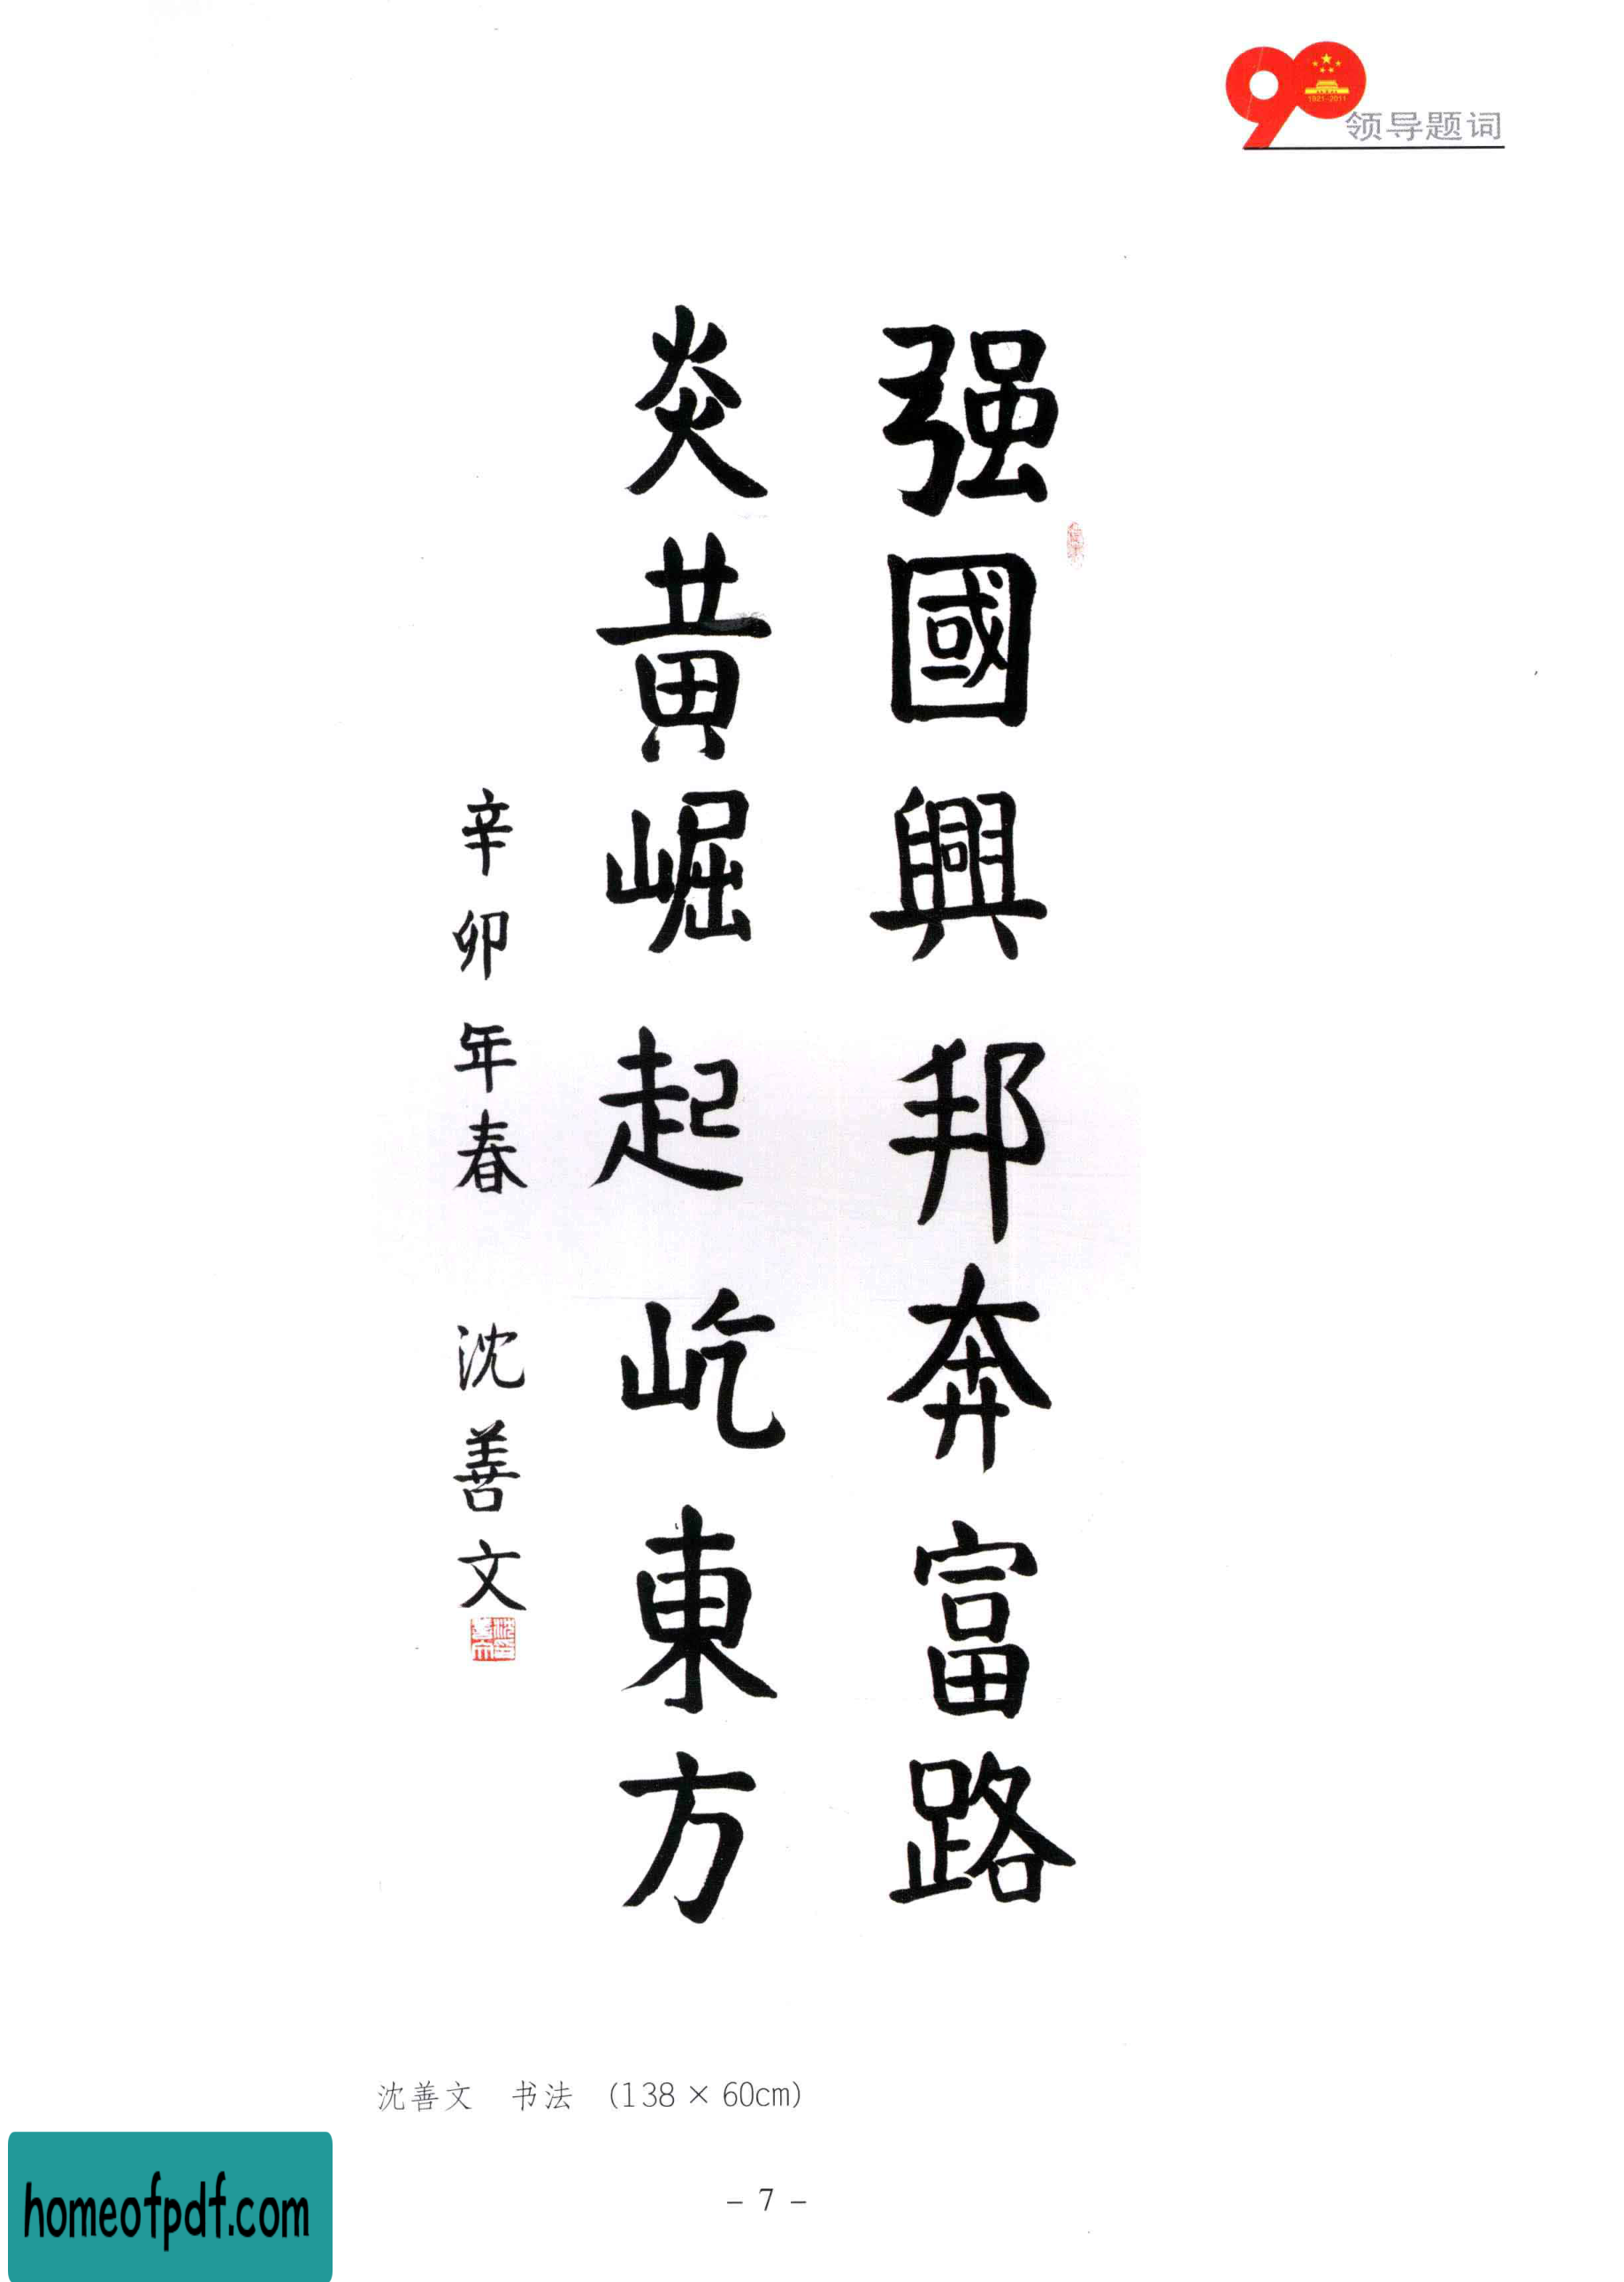 1921-2011
领导题词
强國興邦奔富路
炎黄崛起屹東方
辛卯年春 沈善文
沈善文 书法 (138×60cm)
- 7 -
homeofpdf.com